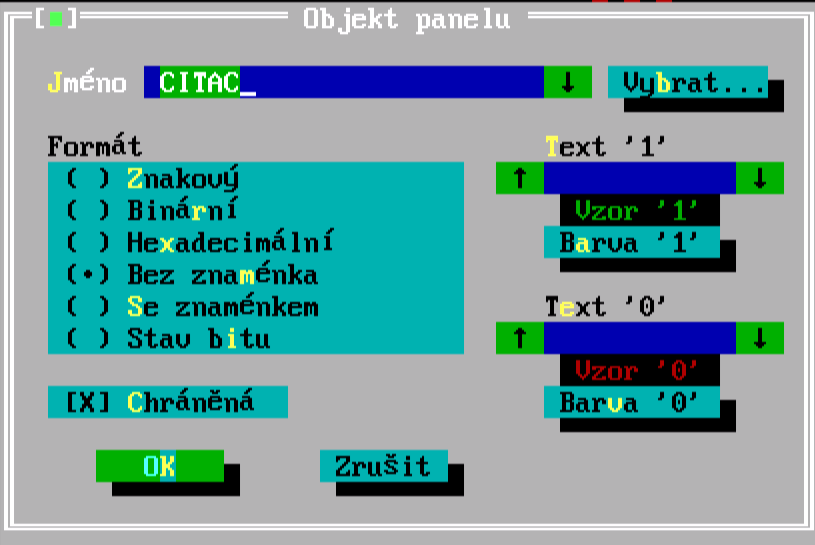 [■] Objekt panelu
Jméno CITAC_ ↓ Vybrat...
Formát
( ) Znakový
( ) Binární
( ) Hexadecimální
(•) Bez znaménka
( ) Se znaménkem
( ) Stav bitu
[X] Chráněná
Text '1'
↑ ↓
Vzor '1'
Barva '1'
Text '0'
↑ ↓
Vzor '0'
Barva '0'
OK Zrušit